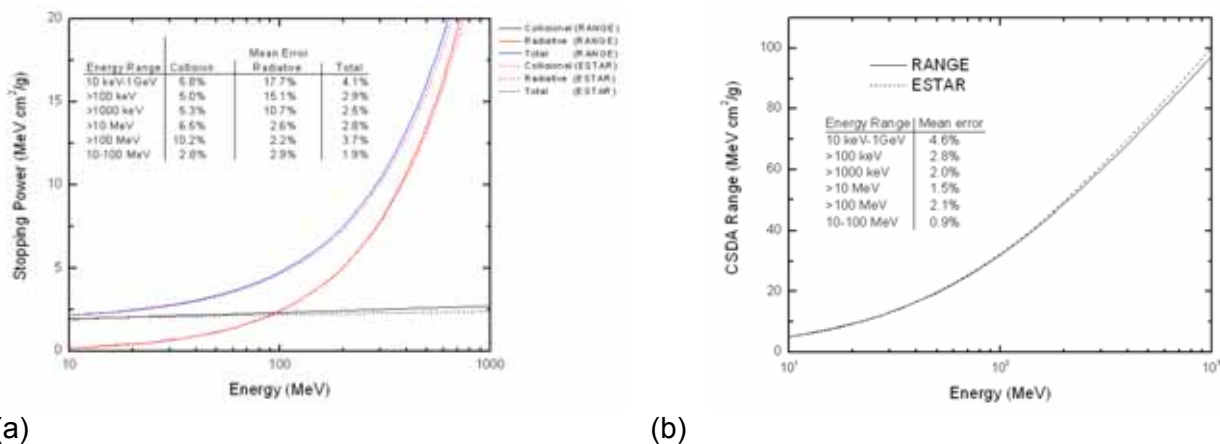 20
15
10
5
0
10
100
1000
Stopping Power (MeV cm²/g)
Energy (MeV)
Mean Error
Energy Range Collision Radiative Total
10 keV-1GeV 5.8% 17.7% 4.1%
>100 keV 5.0% 15.1% 2.9%
>1000 keV 5.3% 10.7% 2.5%
>10 MeV 6.5% 2.6% 2.8%
>100 MeV 10.2% 2.2% 3.7%
10-100 MeV 2.8% 2.9% 1.9%
Collisional (RANGE)
Radiative (RANGE)
Total (RANGE)
Collisional (ESTAR)
Radiative (ESTAR)
Total (ESTAR)
(a)
100
80
60
40
20
0
10¹
10²
10³
CSDA Range (MeV cm²/g)
Energy (MeV)
RANGE
ESTAR
Energy Range Mean error
10 keV-1GeV 4.6%
>100 keV 2.8%
>1000 keV 2.0%
>10 MeV 1.5%
>100 MeV 2.1%
10-100 MeV 0.9%
(b)